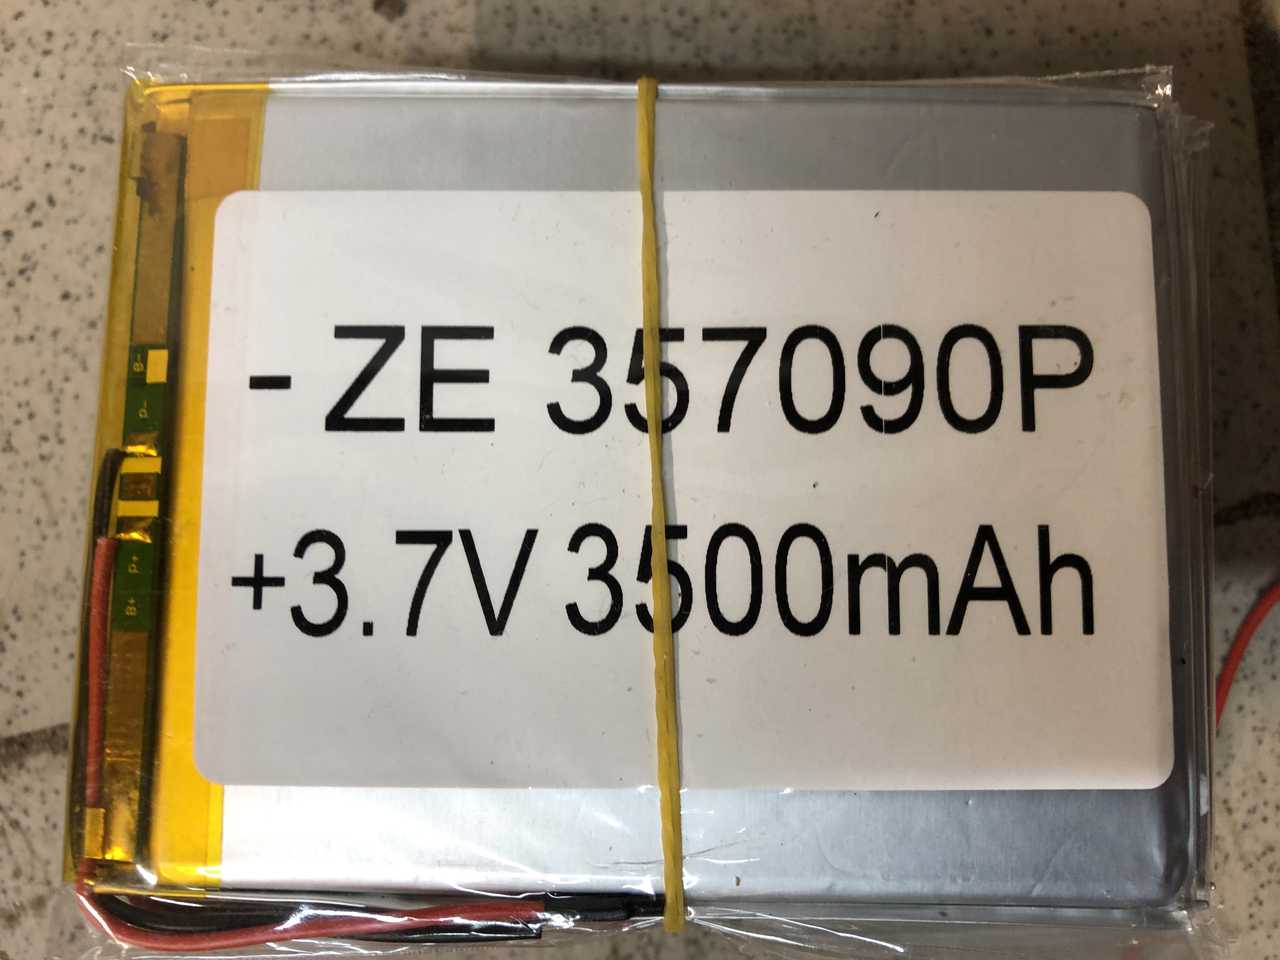 - ZE 357090P
+3.7V 3500mAh
B-
P-
P+
B+